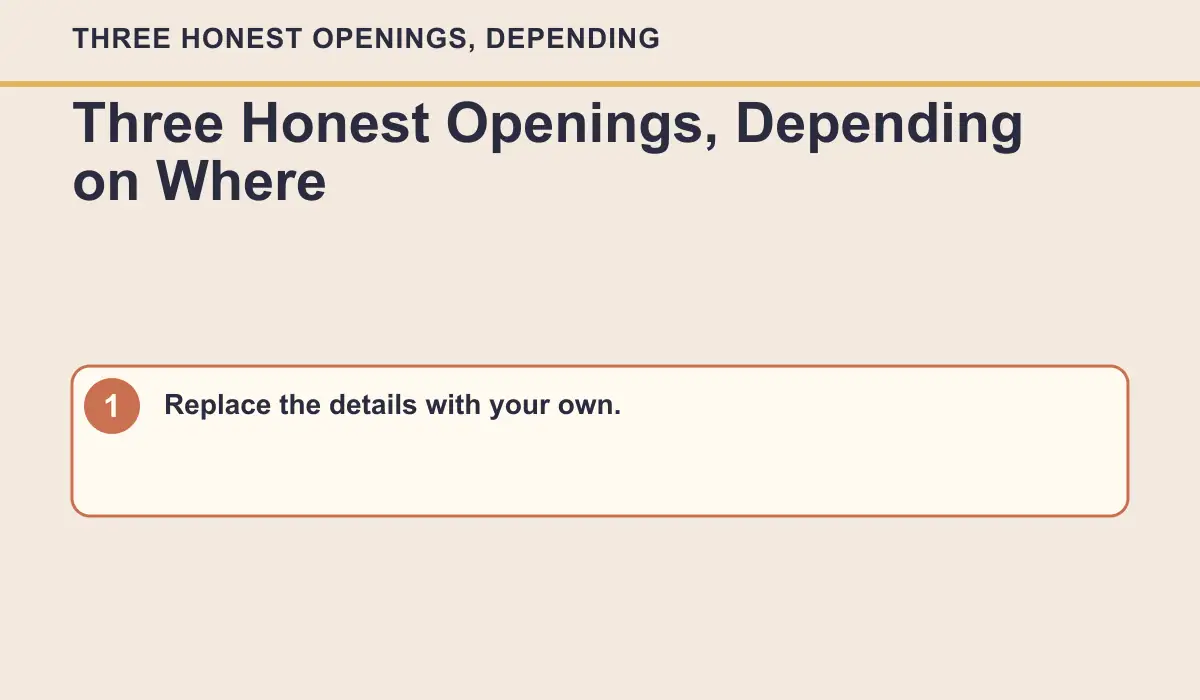 THREE HONEST OPENINGS, DEPENDING
Three Honest Openings, Depending
on Where
1
Replace the details with your own.